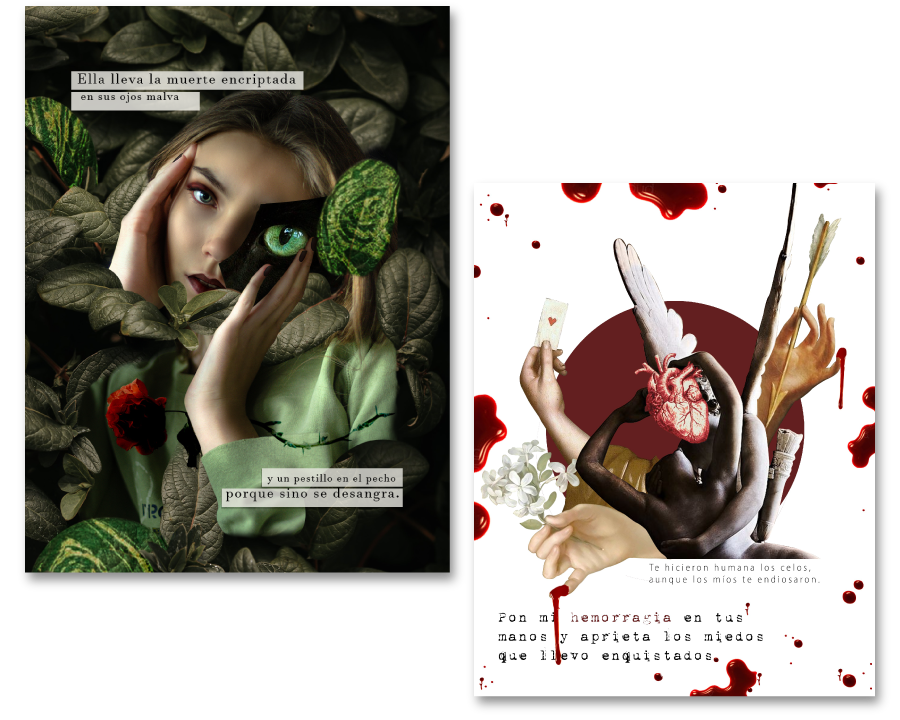 Ella lleva la muerte encriptada
en sus ojos malva
y un pestillo en el pecho
porque sino se desangra.
Te hicieron humana los celos,
aunque los míos te endiosaron.
Pon mi hemorragia en tus
manos y aprieta los miedos
que llevo enquistados.